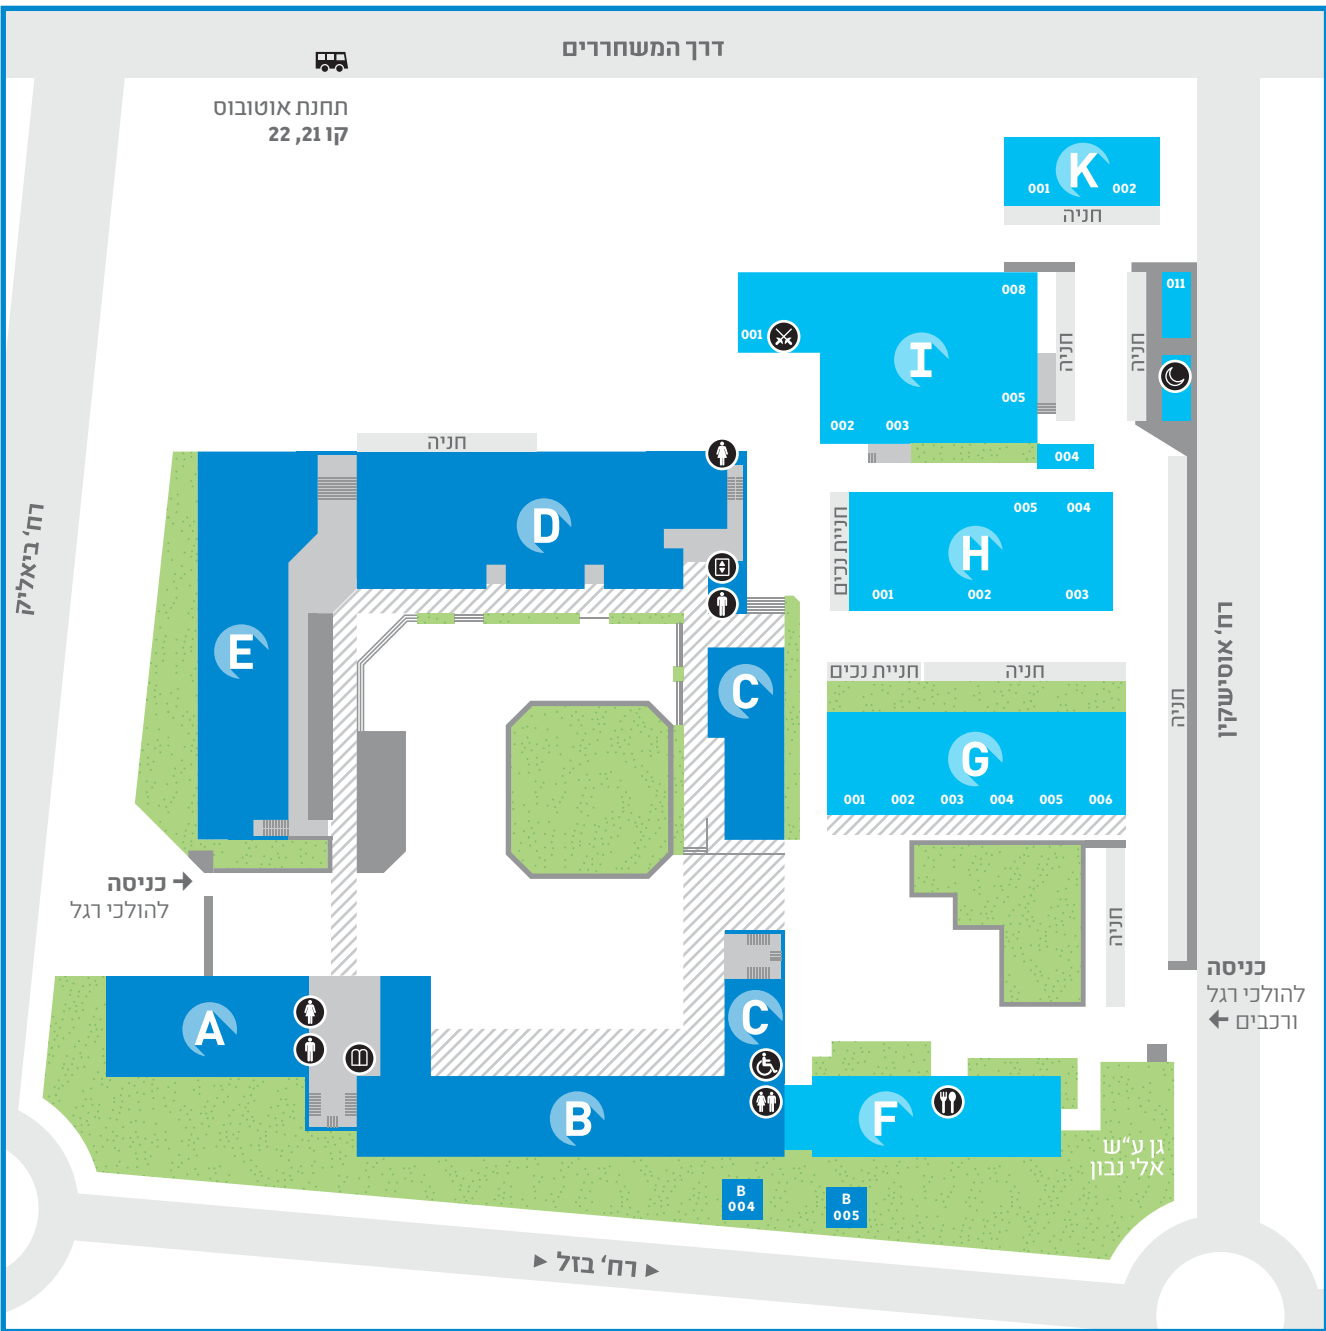 דרך המשחררים
תחנת אוטובוס
קו 21, 22
K
001
002
חניה
011
008
001
I
חניה
חניה
005
002
003
004
חניה
D
רח' ביאליק
חניית נכים
005
004
H
001
002
003
E
C
חניית נכים
חניה
רח' אוסישקין
חניה
G
001
002
003
004
005
006
כניסה
להולכי רגל
חניה
כניסה
להולכי רגל
ורכבים
A
C
B
F
גן ע"ש
אלי נבון
B
004
B
005
רח' בזל